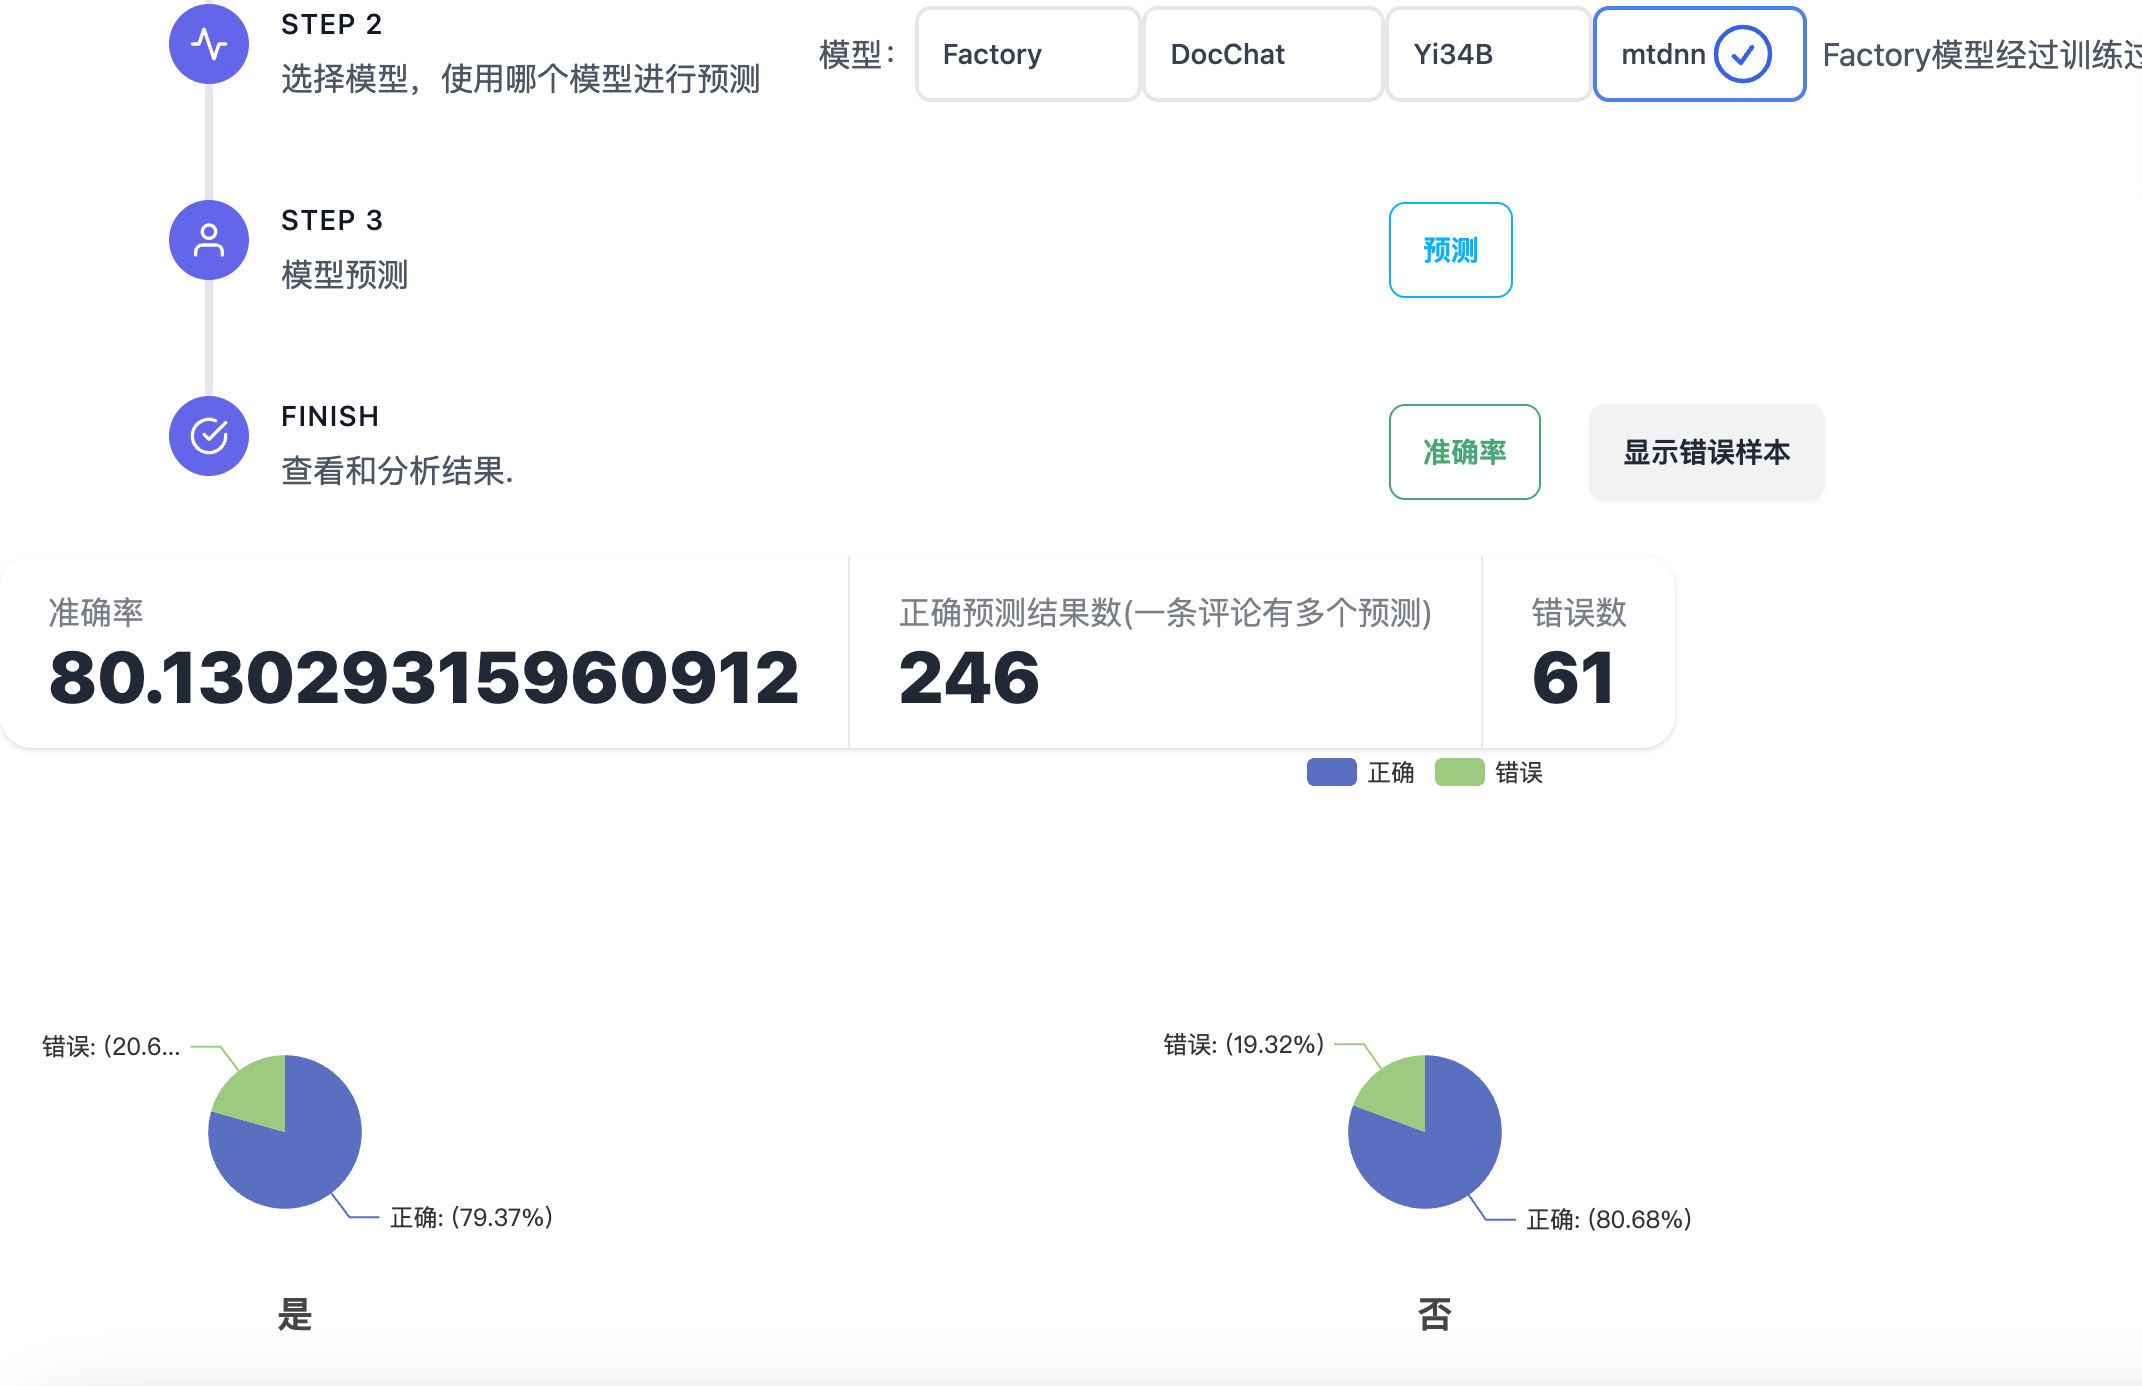 STEP 2
选择模型，使用哪个模型进行预测
模型：
Factory
DocChat
Yi34B
mtdnn
Factory模型经过训练过
STEP 3
模型预测
预测
FINISH
查看和分析结果.
准确率
显示错误样本
准确率
80.13029315960912
正确预测结果数(一条评论有多个预测)
246
错误数
61
正确
错误
错误: (20.6...
正确: (79.37%)
是
错误: (19.32%)
正确: (80.68%)
否